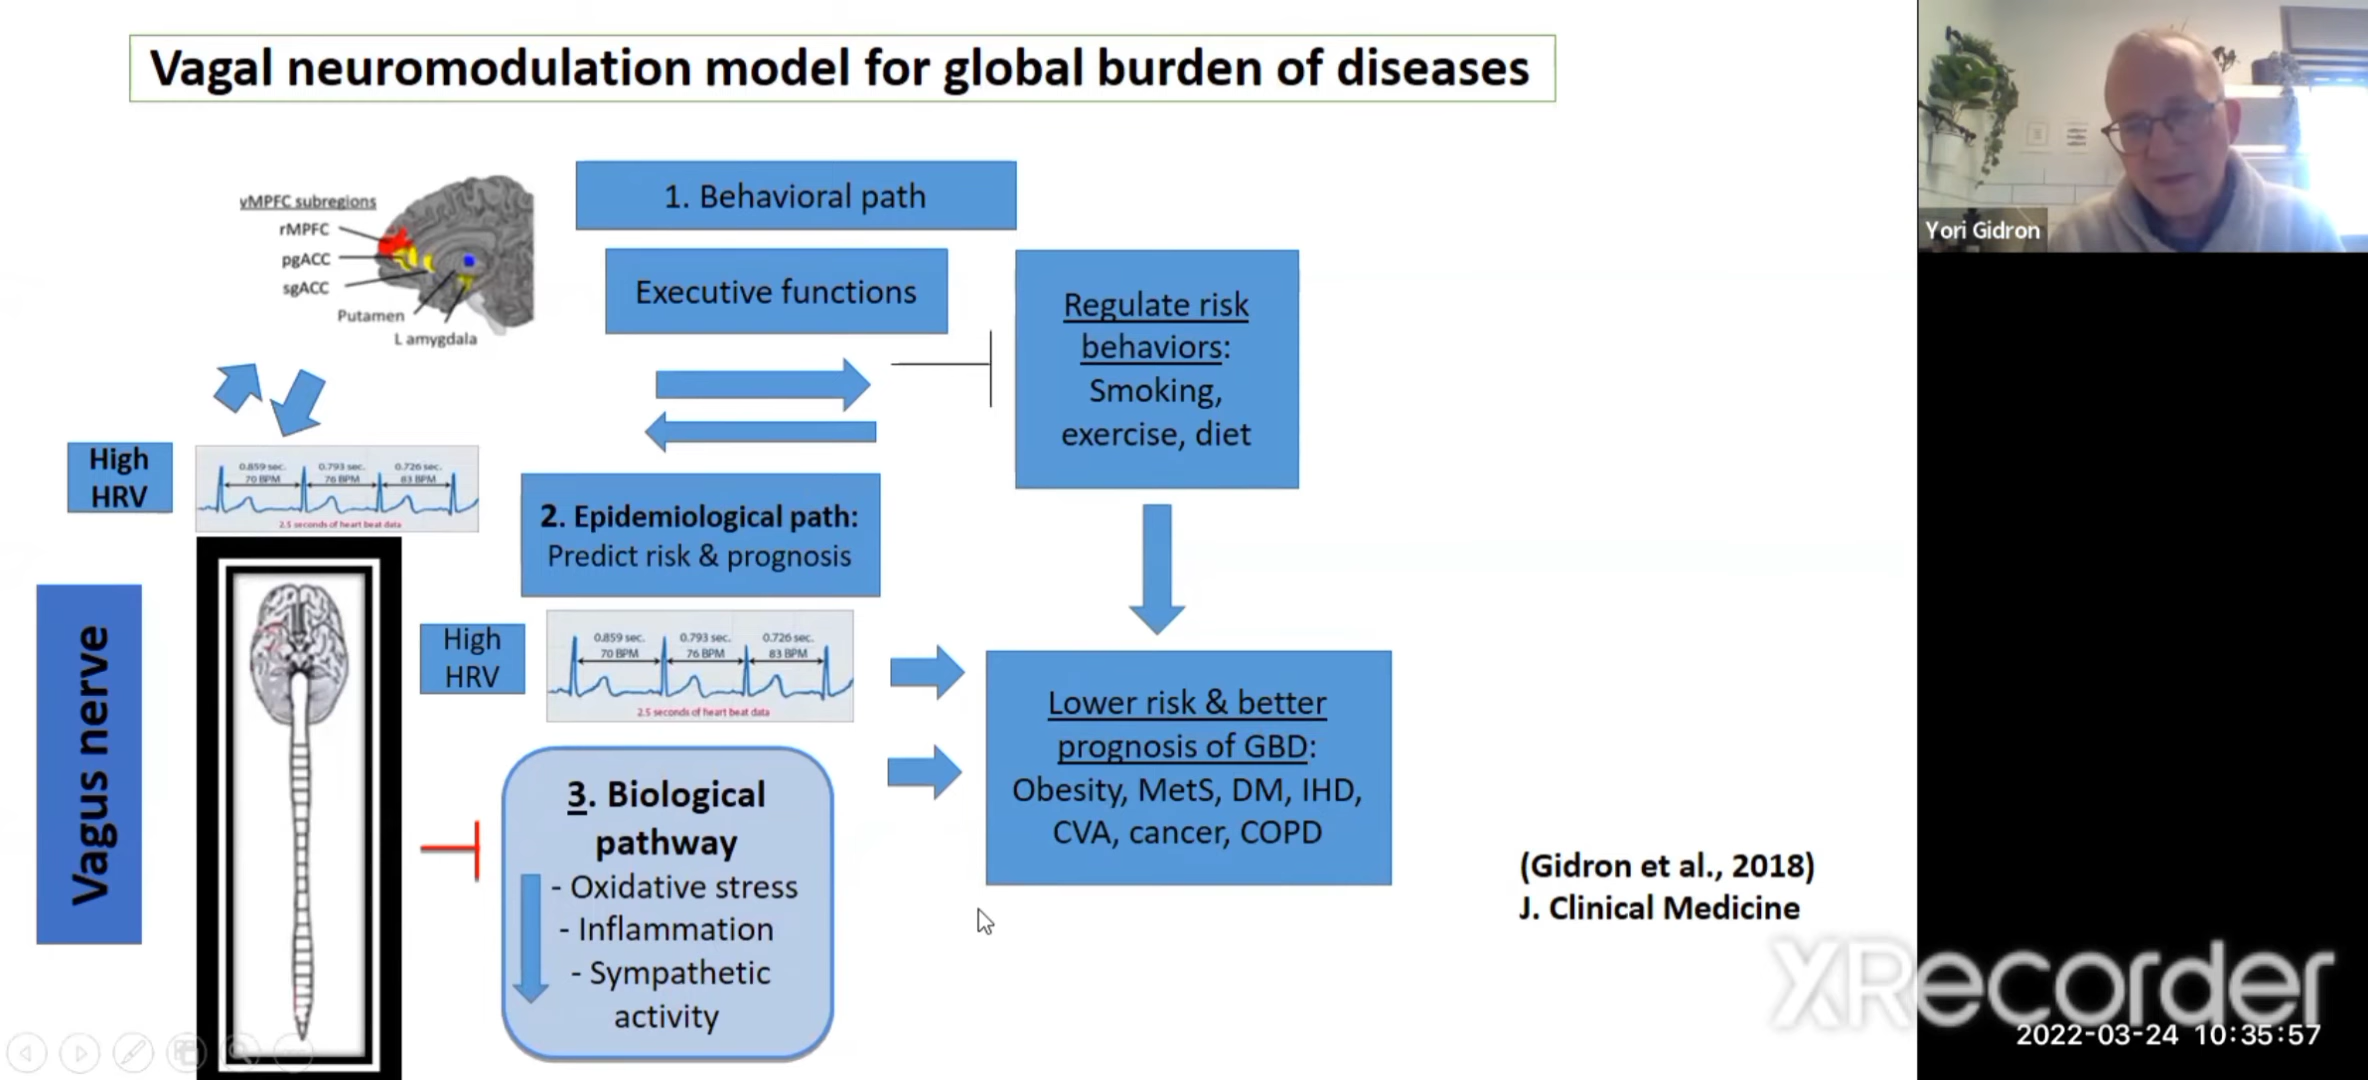 Vagal neuromodulation model for global burden of diseases
vMPFC subregions
rMPFC
pgACC
sgACC
Putamen
L amygdala
1. Behavioral path
Executive functions
Regulate risk
behaviors:
Smoking,
exercise, diet
High
HRV
0.859 sec. 0.793 sec. 0.726 sec.
70 BPM 76 BPM 83 BPM
2.5 seconds of heart beat data
2. Epidemiological path:
Predict risk & prognosis
Vagus nerve
High
HRV
0.859 sec. 0.793 sec. 0.726 sec.
70 BPM 76 BPM 83 BPM
2.5 seconds of heart beat data
3. Biological
pathway
- Oxidative stress
- Inflammation
- Sympathetic
activity
Lower risk & better
prognosis of GBD:
Obesity, MetS, DM, IHD,
CVA, cancer, COPD
(Gidron et al., 2018)
J. Clinical Medicine
Yori Gidron
XRecorder
2022-03-24 10:35:57